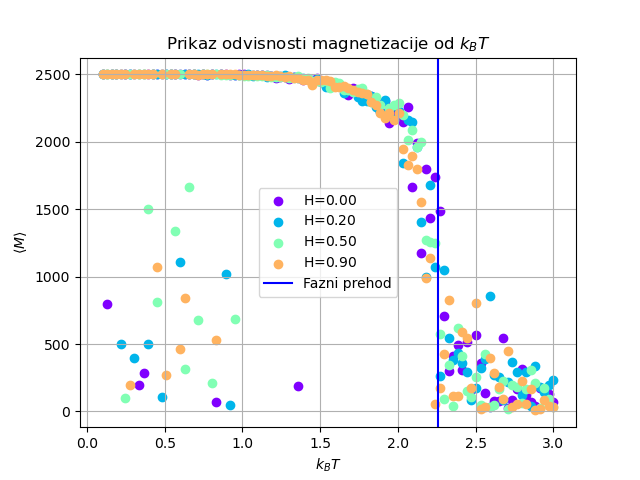 Prikaz odvisnosti magnetizacije od $k_BT$
⟨M⟩
2500
2000
1500
1000
500
0
H=0.00
H=0.20
H=0.50
H=0.90
Fazni prehod
0.0 0.5 1.0 1.5 2.0 2.5 3.0
$k_BT$